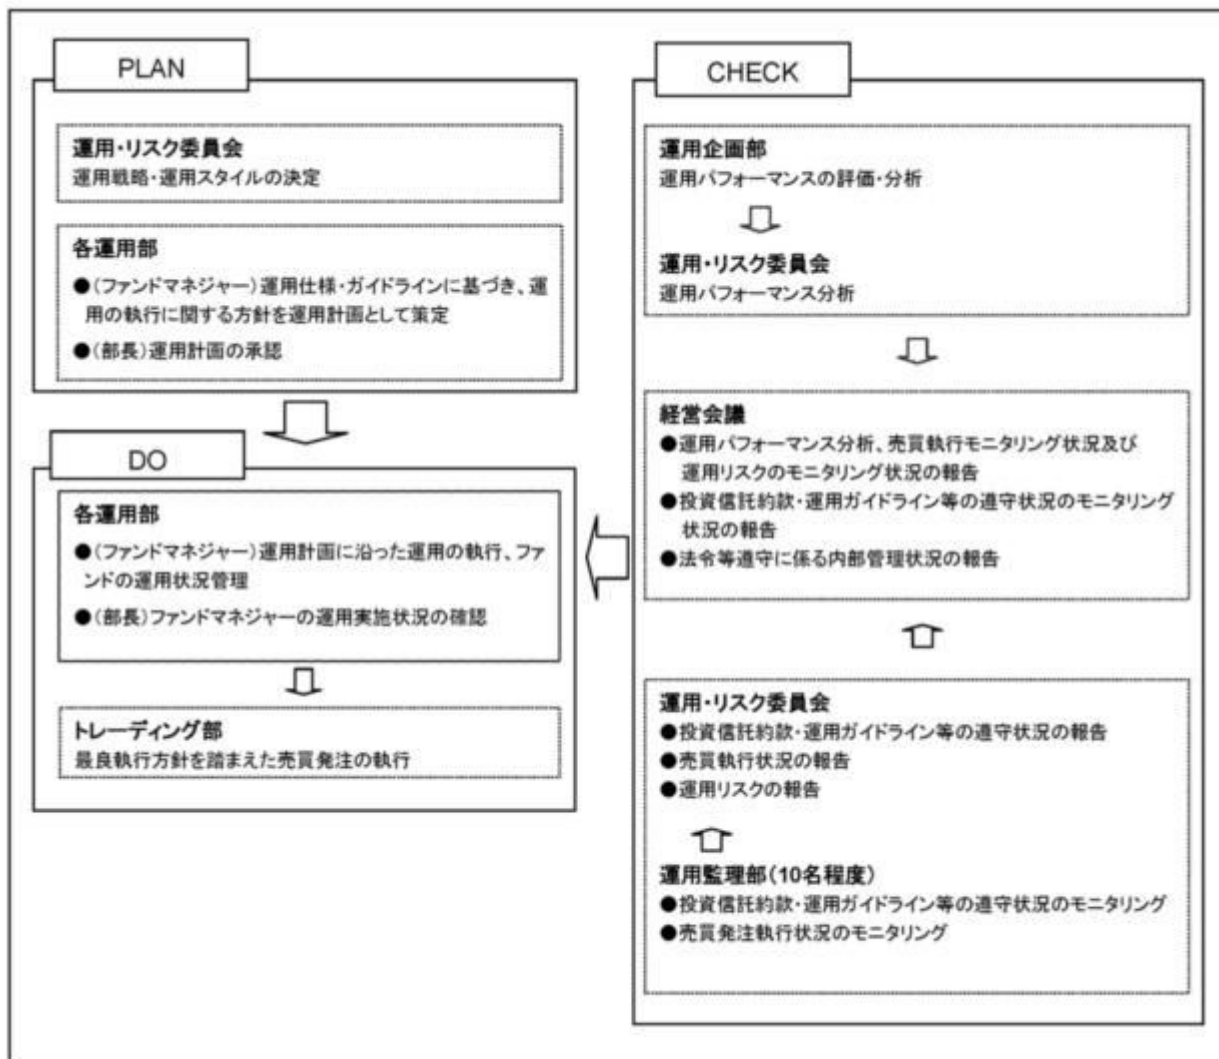 PLAN
運用・リスク委員会
運用戦略・運用スタイルの決定
各運用部
●(ファンドマネジャー)運用仕様・ガイドラインに基づき、運
用の執行に関する方針を運用計画として策定
●(部長)運用計画の承認
DO
各運用部
●(ファンドマネジャー)運用計画に沿った運用の執行、ファ
ンドの運用状況管理
●(部長)ファンドマネジャーの運用実施状況の確認
トレーディング部
最良執行方針を踏まえた売買発注の執行
CHECK
運用企画部
運用パフォーマンスの評価・分析
運用・リスク委員会
運用パフォーマンス分析
経営会議
●運用パフォーマンス分析、売買執行モニタリング状況及び
運用リスクのモニタリング状況の報告
●投資信託約款・運用ガイドライン等の遵守状況のモニタリング
状況の報告
●法令等遵守に係る内部管理状況の報告
運用・リスク委員会
●投資信託約款・運用ガイドライン等の遵守状況の報告
●売買執行状況の報告
●運用リスクの報告
運用監理部(10名程度)
●投資信託約款・運用ガイドライン等の遵守状況のモニタリング
●売買発注執行状況のモニタリング